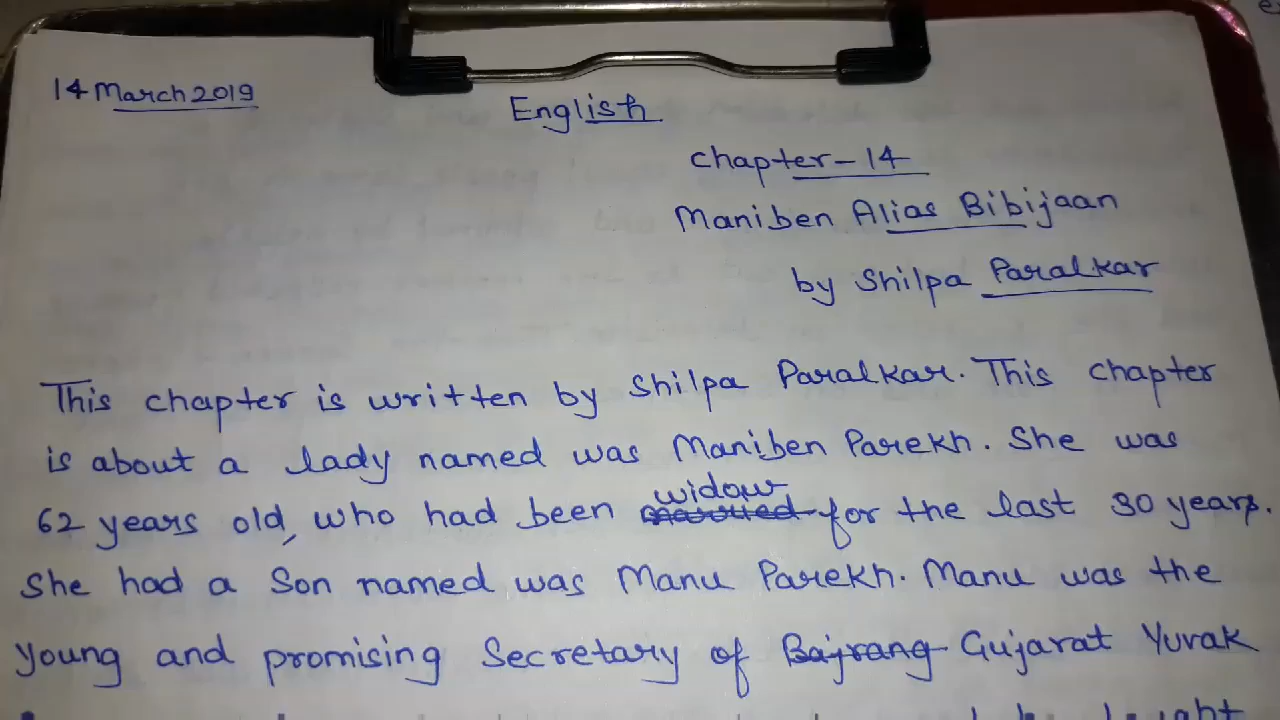 14 March 2019
English
Chapter-14
Maniben Alias Bibijaan
by Shilpa Paralkar
This chapter is written by Shilpa Paralkar. This chapter
is about a lady named was Maniben Parekh. She was
62 years old, who had been widow for the last 30 years.
She had a Son named was Manu Parekh. Manu was the
young and promising Secretary of Bajrang Gujarat Yuvak